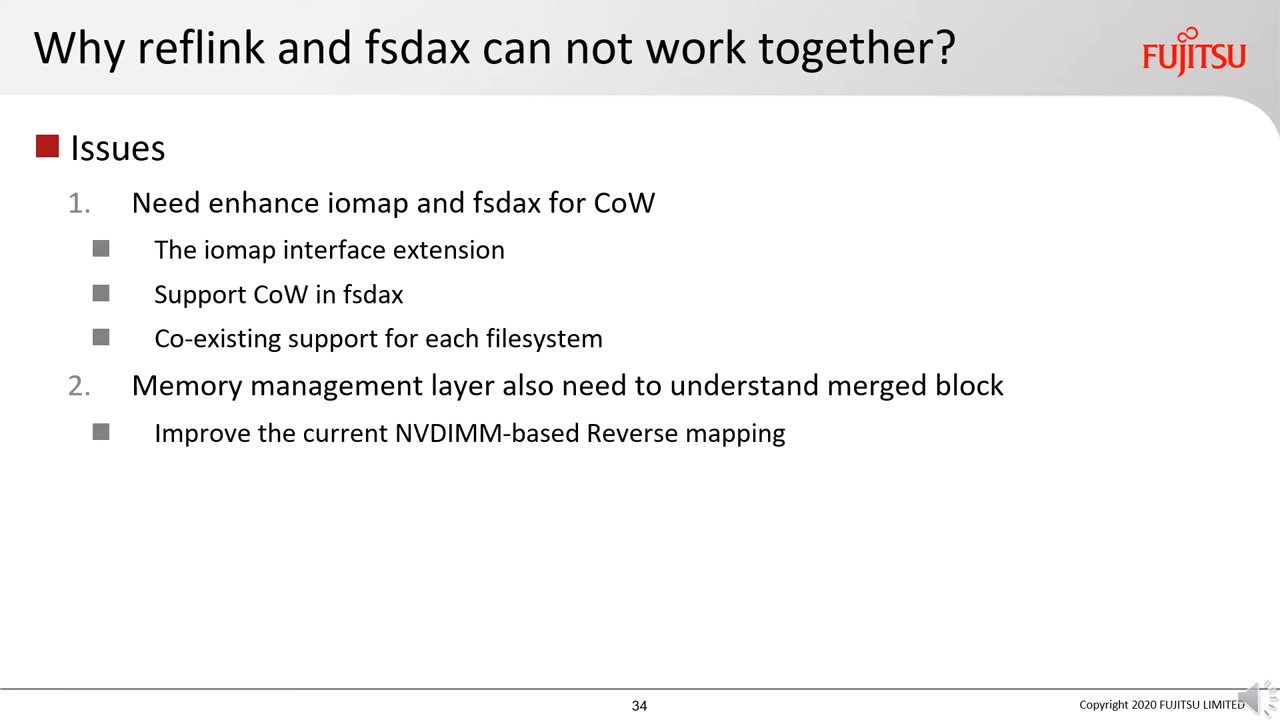 Why reflink and fsdax can not work together?
FUJITSU
Issues
1. Need enhance iomap and fsdax for CoW
The iomap interface extension
Support CoW in fsdax
Co-existing support for each filesystem
2. Memory management layer also need to understand merged block
Improve the current NVDIMM-based Reverse mapping
34
Copyright 2020 FUJITSU LIMITED